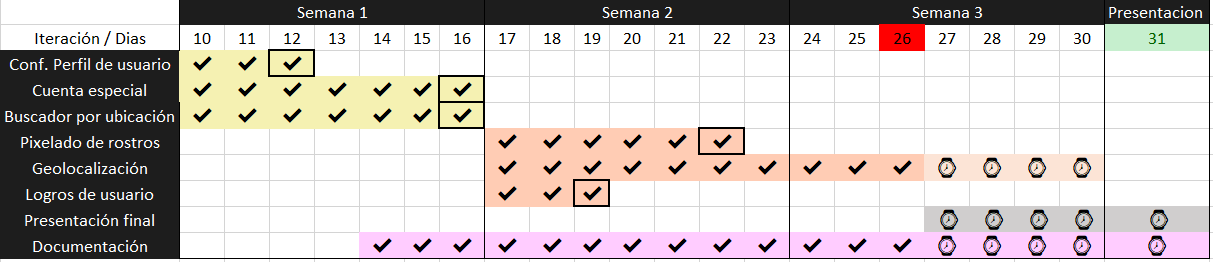 Semana 1 Semana 2 Semana 3 Presentacion
Iteración / Dias 10 11 12 13 14 15 16 17 18 19 20 21 22 23 24 25 26 27 28 29 30 31
Conf. Perfil de usuario
Cuenta especial
Buscador por ubicación
Pixelado de rostros
Geolocalización
Logros de usuario
Presentación final
Documentación